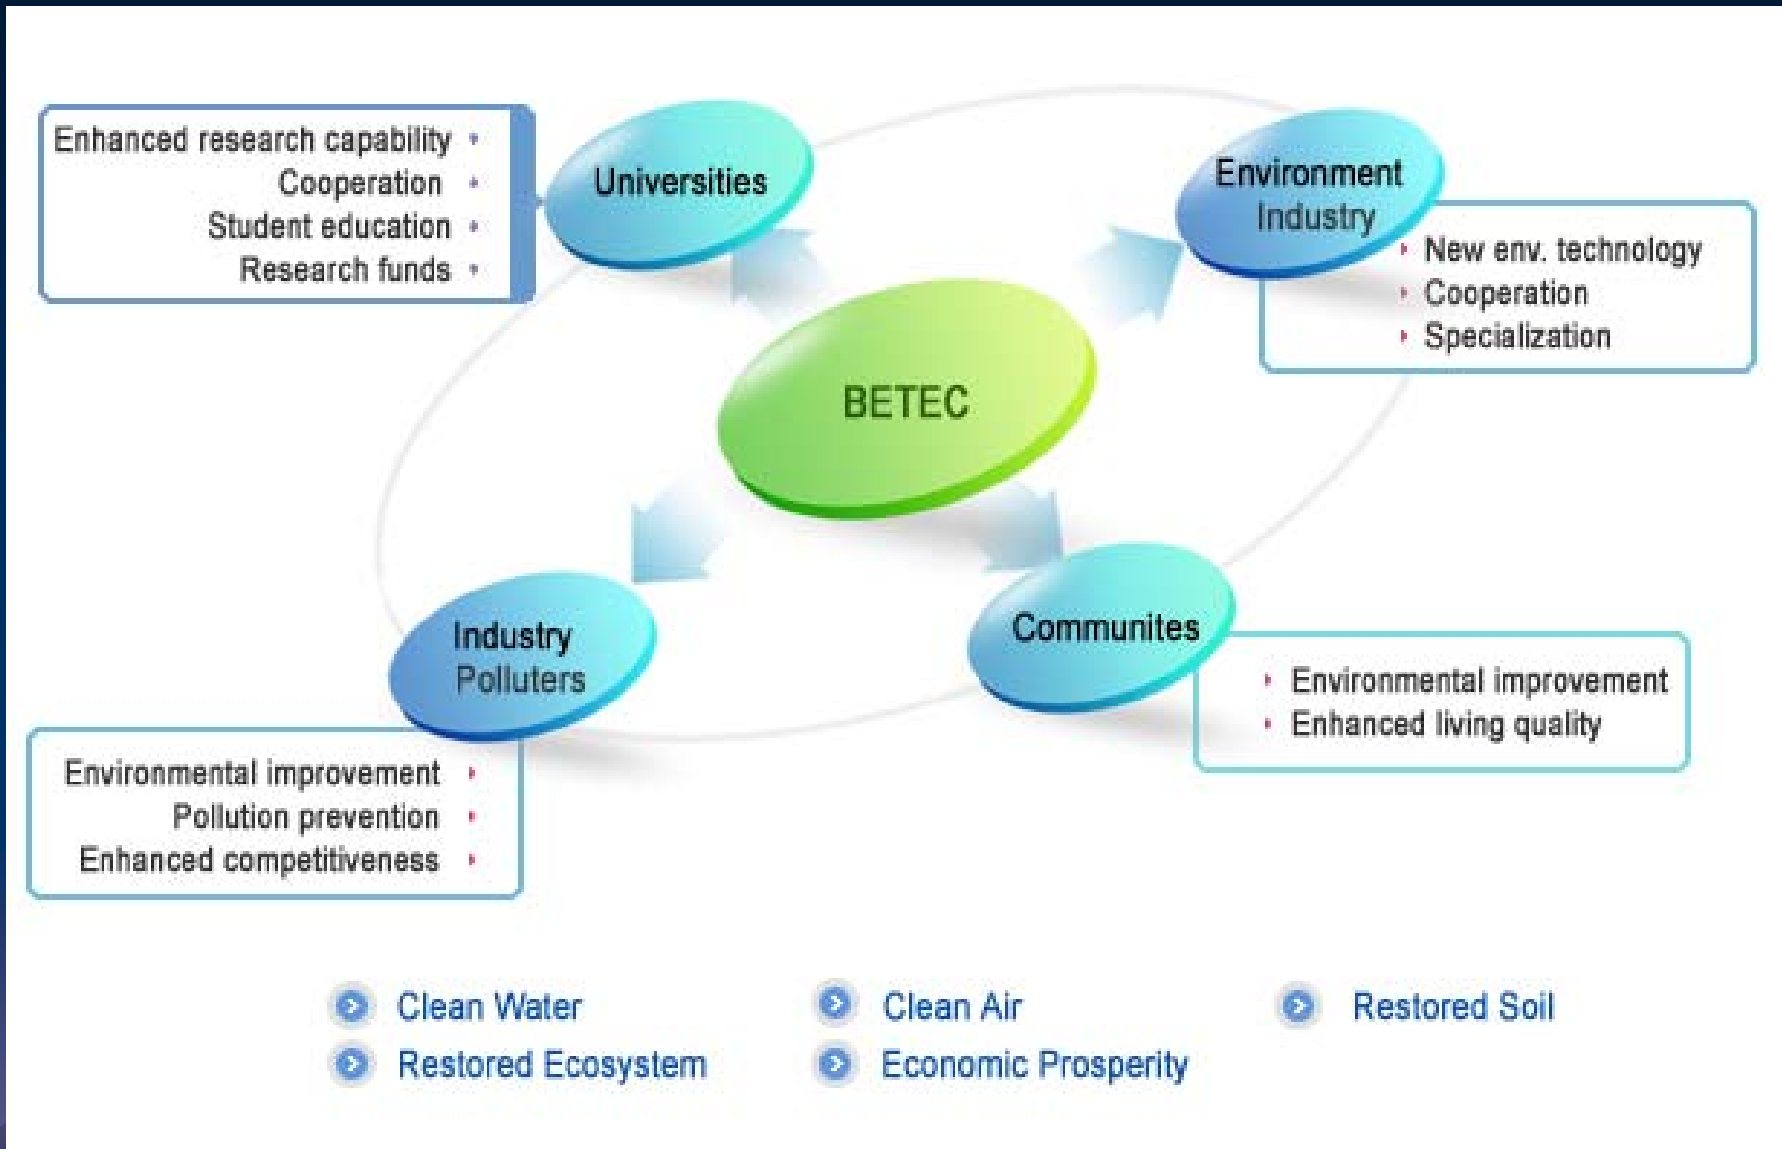 Enhanced research capability
Cooperation
Student education
Research funds
Universities
Environment
Industry
New env. technology
Cooperation
Specialization
BETEC
Industry
Polluters
Environmental improvement
Pollution prevention
Enhanced competitiveness
Communites
Environmental improvement
Enhanced living quality
Clean Water
Clean Air
Restored Soil
Restored Ecosystem
Economic Prosperity